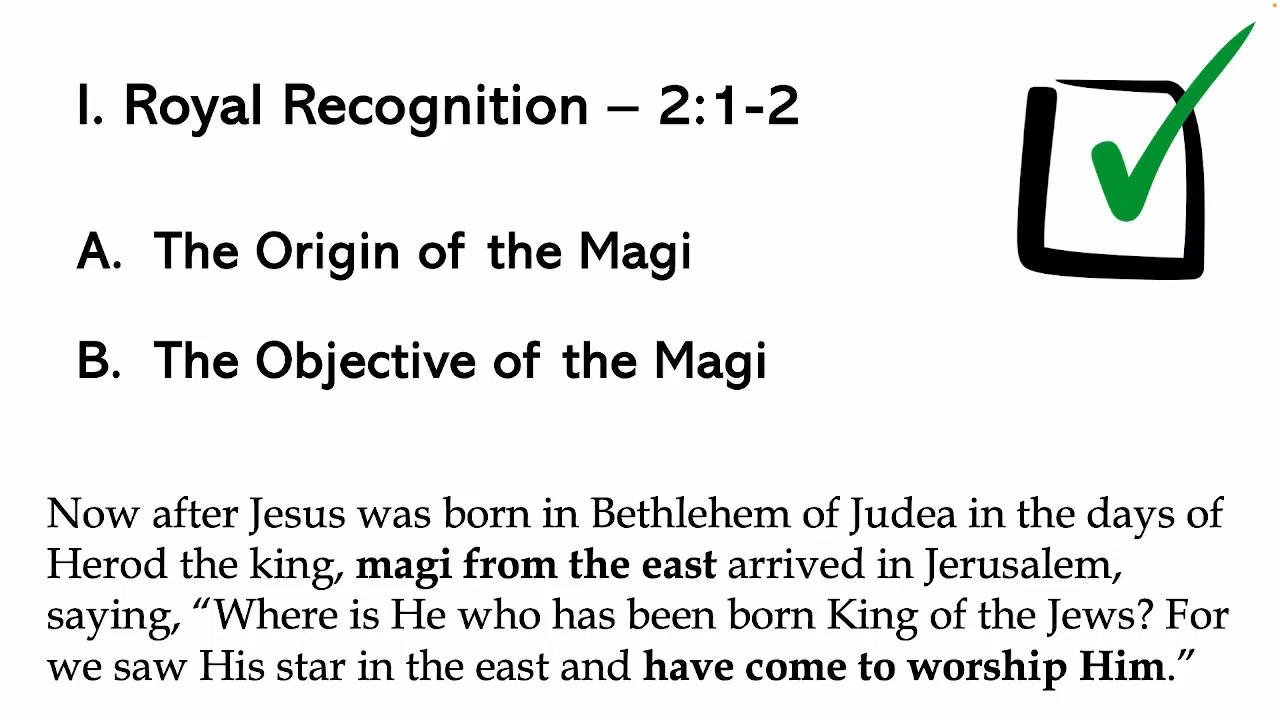 I. Royal Recognition – 2:1-2
A. The Origin of the Magi
B. The Objective of the Magi
Now after Jesus was born in Bethlehem of Judea in the days of
Herod the king, magi from the east arrived in Jerusalem,
saying, “Where is He who has been born King of the Jews? For
we saw His star in the east and have come to worship Him.”